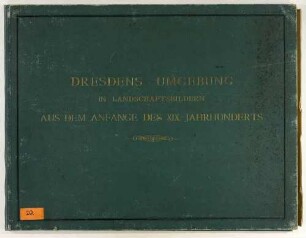 DRESDENS UMGEBUNG
IN LANDSCHAFTSBILDERN
AUS DEM ANFANGE DES XIX. JAHRHUNDERTS